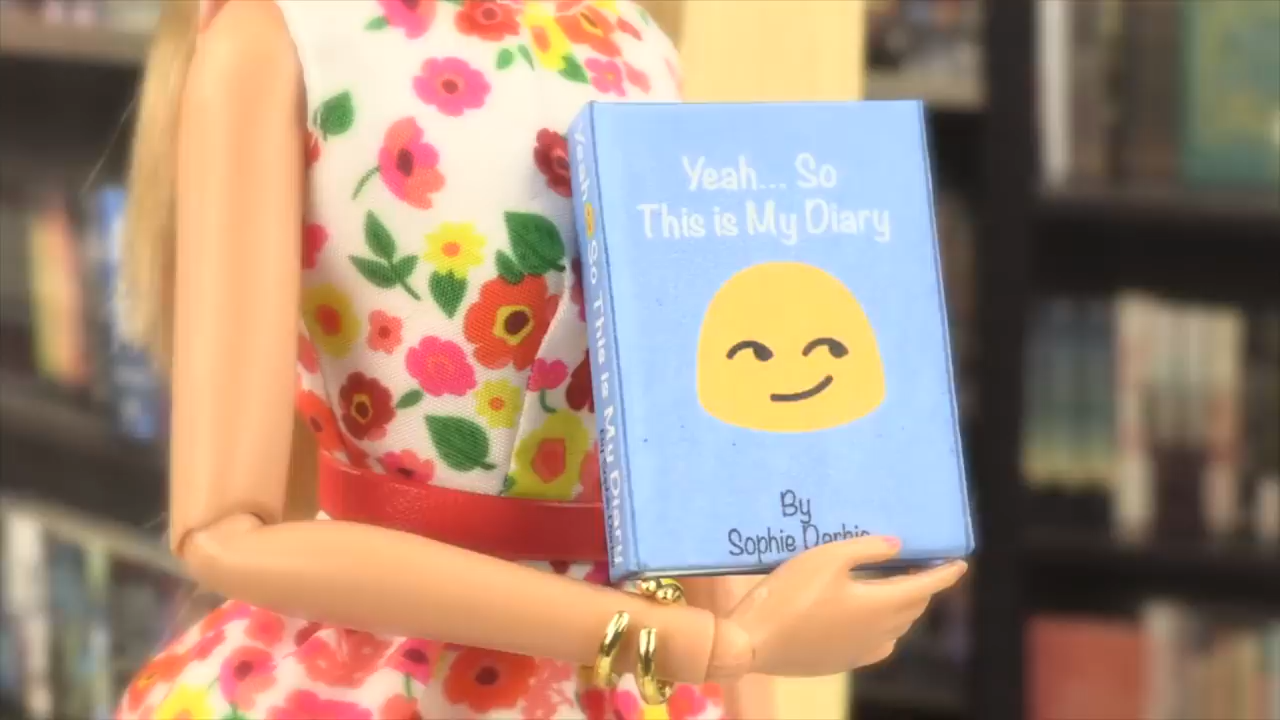 Yeah... So
This is My Diary
By
Sophie
Yeah So This is My Diary